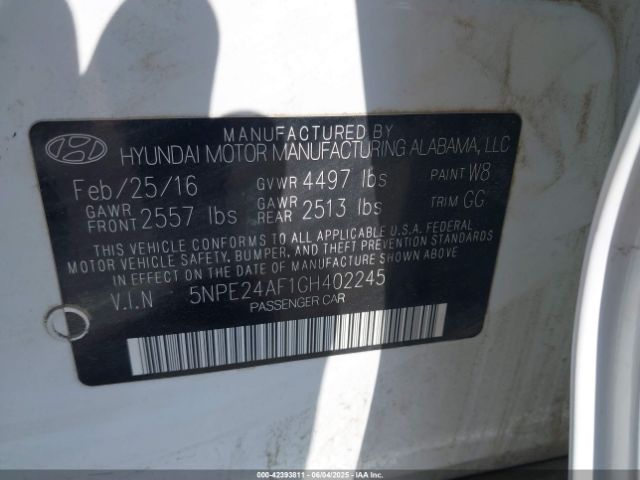 MANUFACTURED BY
HYUNDAI MOTOR MANUFACTURING ALABAMA, LLC
Feb/25/16 GVWR 4497 lbs PAINT W8
GAWR FRONT 2557 lbs GAWR REAR 2513 lbs TRIM GG
THIS VEHICLE CONFORMS TO ALL APPLICABLE U.S.A. FEDERAL
MOTOR VEHICLE SAFETY, BUMPER, AND THEFT PREVENTION STANDARDS
IN EFFECT ON THE DATE OF MANUFACTURE SHOWN ABOVE.
V.I.N 5NPE24AF1GH402245
PASSENGER CAR
000-42393811 - 06/04/2025 - IAAI.com